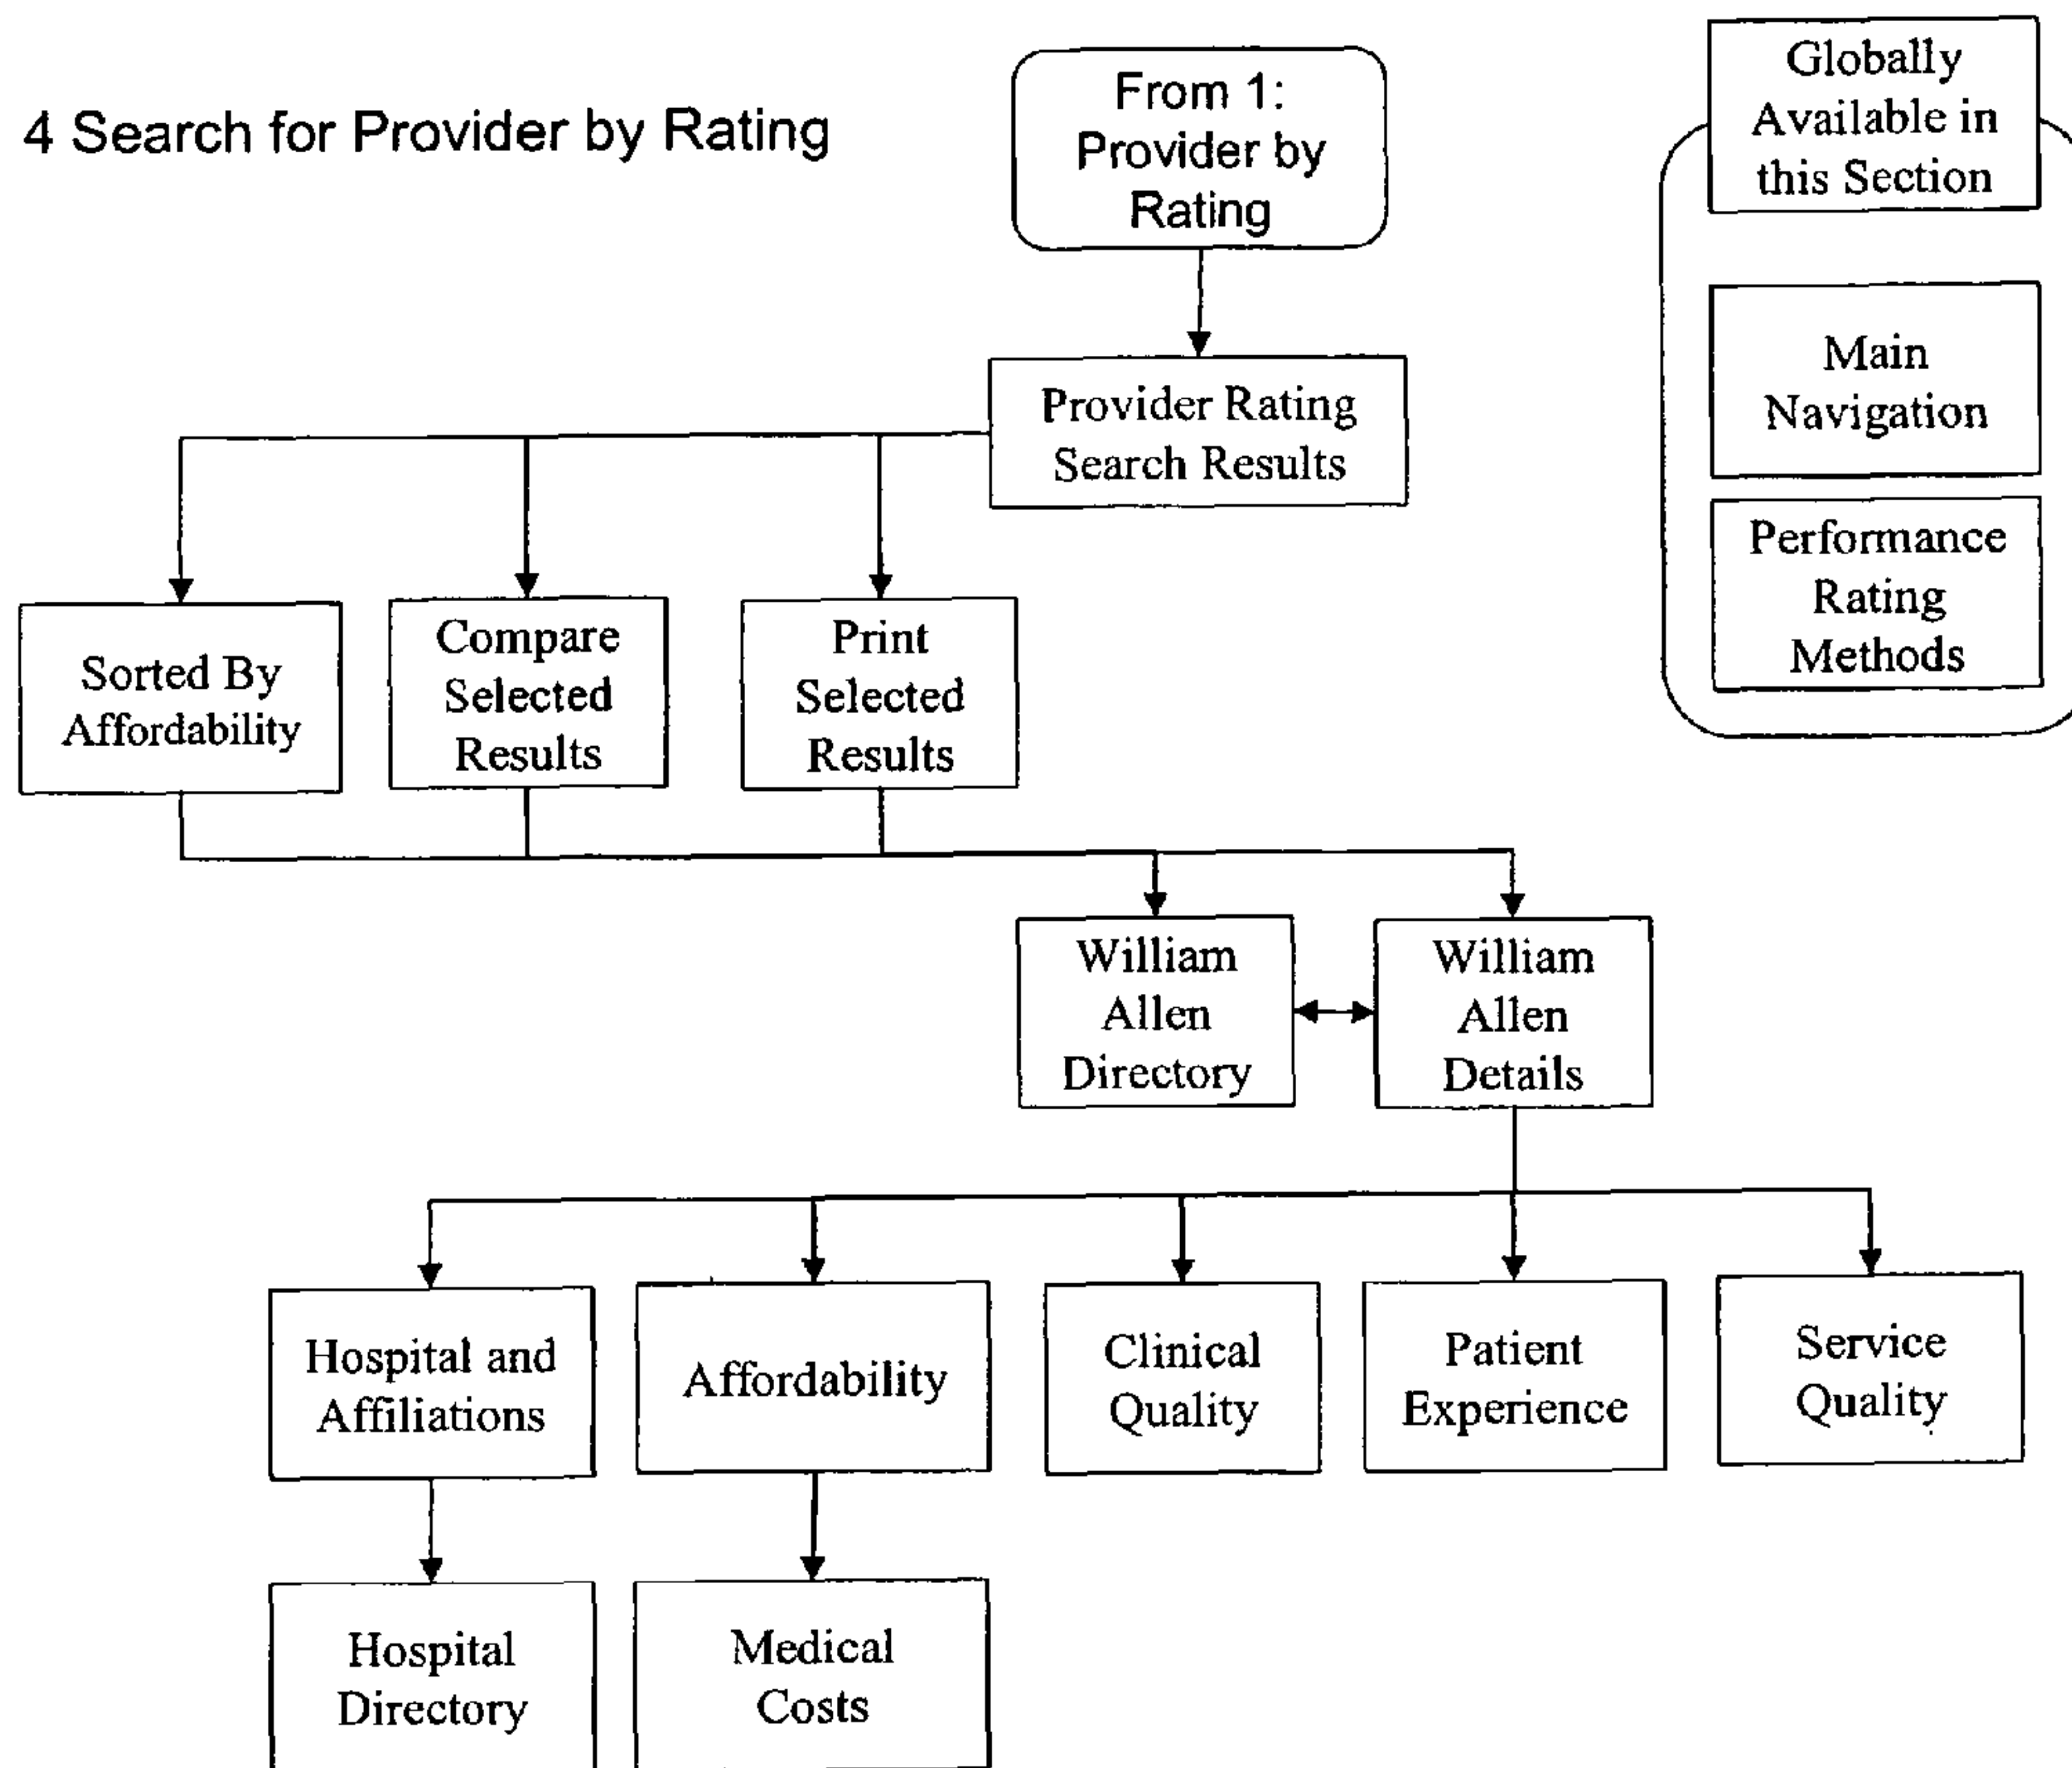 4 Search for Provider by Rating
From 1:
Provider by
Rating
Globally
Available in
this Section
Main
Navigation
Performance
Rating
Methods
Provider Rating
Search Results
Sorted By
Affordability
Compare
Selected
Results
Print
Selected
Results
William
Allen
Directory
William
Allen
Details
Hospital and
Affiliations
Affordability
Clinical
Quality
Patient
Experience
Service
Quality
Hospital
Directory
Medical
Costs